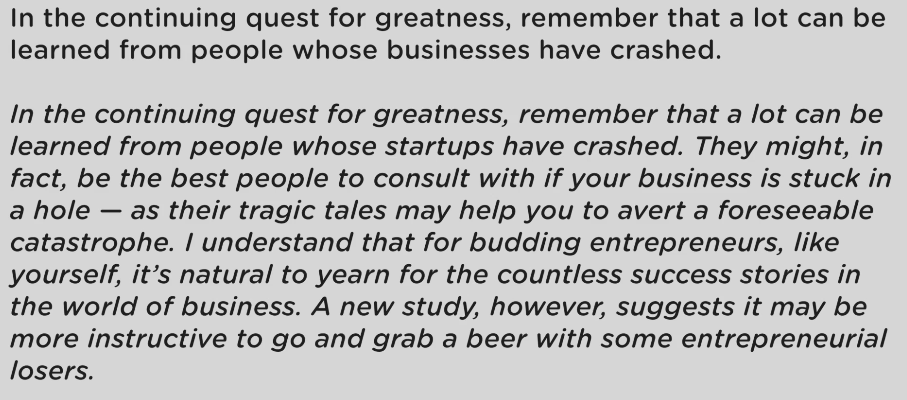 In the continuing quest for greatness, remember that a lot can be
learned from people whose businesses have crashed.
In the continuing quest for greatness, remember that a lot can be
learned from people whose startups have crashed. They might, in
fact, be the best people to consult with if your business is stuck in
a hole — as their tragic tales may help you to avert a foreseeable
catastrophe. I understand that for budding entrepreneurs, like
yourself, it’s natural to yearn for the countless success stories in
the world of business. A new study, however, suggests it may be
more instructive to go and grab a beer with some entrepreneurial
losers.